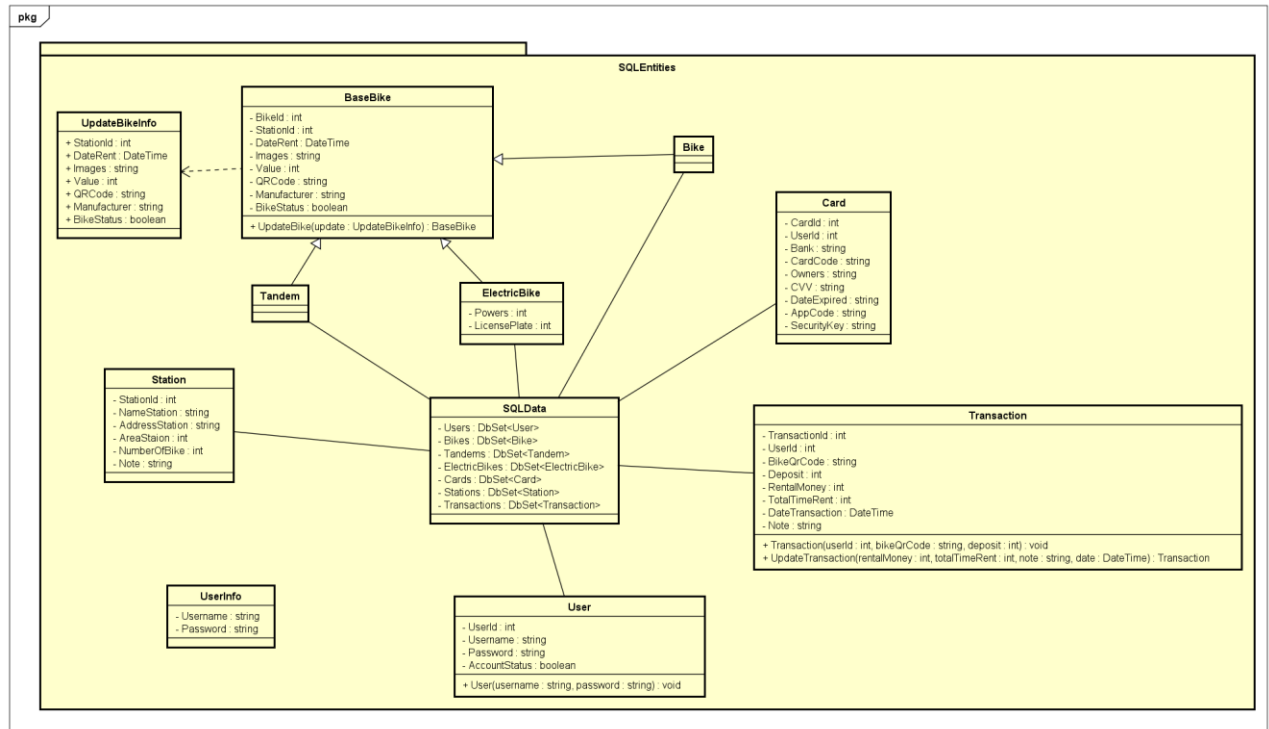 pkg
SQLEntities
UpdateBikeInfo
+ StationId : int
+ DateRent : DateTime
+ Images : string
+ Value : int
+ QRCode : string
+ Manufacturer : string
+ BikeStatus : boolean
BaseBike
- BikeId : int
- StationId : int
- DateRent : DateTime
- Images : string
- Value : int
- QRCode : string
- Manufacturer : string
- BikeStatus : boolean
+ UpdateBike(update : UpdateBikeInfo) : BaseBike
Bike
Card
- CardId : int
- UserId : int
- Bank : string
- CardCode : string
- Owners : string
- CVV : string
- DateExpired : string
- AppCode : string
- SecurityKey : string
Tandem
ElectricBike
- Powers : int
- LicensePlate : int
Station
- StationId : int
- NameStation : string
- AddressStation : string
- AreaStaion : int
- NumberOfBike : int
- Note : string
SQLData
- Users : DbSet<User>
- Bikes : DbSet<Bike>
- Tandems : DbSet<Tandem>
- ElectricBikes : DbSet<ElectricBike>
- Cards : DbSet<Card>
- Stations : DbSet<Station>
- Transactions : DbSet<Transaction>
Transaction
- TransactionId : int
- UserId : int
- BikeQrCode : string
- Deposit : int
- RentalMoney : int
- TotalTimeRent : int
- DateTransaction : DateTime
- Note : string
+ Transaction(userId : int, bikeQrCode : string, deposit : int) : void
+ UpdateTransaction(rentalMoney : int, totalTimeRent : int, note : string, date : DateTime) : Transaction
UserInfo
- Username : string
- Password : string
User
- UserId : int
- Username : string
- Password : string
- AccountStatus : boolean
+ User(username : string, password : string) : void